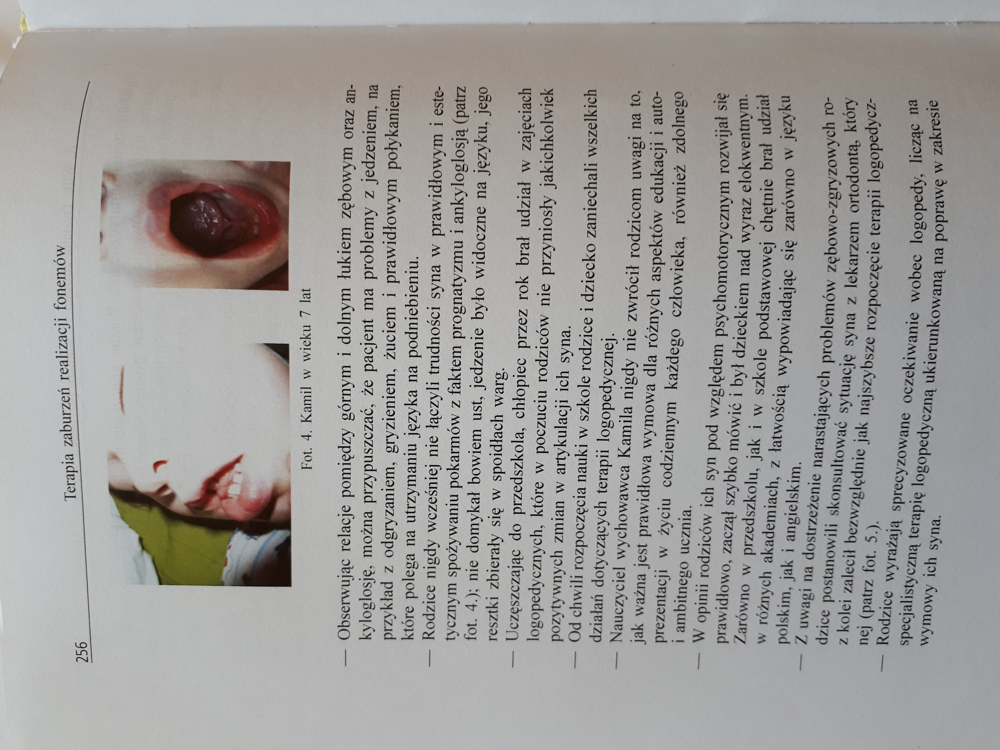 256
Terapia zaburzeń realizacji fonemów
Fot. 4. Kamil w wieku 7 lat
— Obserwując relacje pomiędzy górnym i dolnym łukiem zębowym oraz an-
kyloglosję, można przypuszczać, że pacjent ma problemy z jedzeniem, na
przykład z odgryzaniem, gryzieniem, żuciem i prawidłowym połykaniem,
które polega na utrzymaniu języka na podniebieniu.
— Rodzice nigdy wcześniej nie łączyli trudności syna w prawidłowym i este-
tycznym spożywaniu pokarmów z faktem prognatyzmu i ankyloglosją (patrz
fot. 4.); nie domykał bowiem ust, jedzenie było widoczne na języku, jego
resztki zbierały się w spoidłach warg.
— Uczęszczając do przedszkola, chłopiec przez rok brał udział w zajęciach
logopedycznych, które w poczuciu rodziców nie przyniosły jakichkolwiek
pozytywnych zmian w artykulacji ich syna.
— Od chwili rozpoczęcia nauki w szkole rodzice i dziecko zaniechali wszelkich
działań dotyczących terapii logopedycznej.
— Nauczyciel wychowawca Kamila nigdy nie zwrócił rodzicom uwagi na to,
jak ważna jest prawidłowa wymowa dla różnych aspektów edukacji i auto-
prezentacji w życiu codziennym każdego człowieka, również zdolnego
i ambitnego ucznia.
— W opinii rodziców ich syn pod względem psychomotorycznym rozwijał się
prawidłowo, zaczął szybko mówić i był dzieckiem nad wyraz elokwentnym.
Zarówno w przedszkolu, jak i w szkole podstawowej chętnie brał udział
w różnych akademiach, z łatwością wypowiadając się zarówno w języku
polskim, jak i angielskim.
— Z uwagi na dostrzeżenie narastających problemów zębowo-zgryzowych ro-
dzice postanowili skonsultować sytuację syna z lekarzem ortodontą, który
z kolei zalecił bezwzględnie jak najszybsze rozpoczęcie terapii logopedycz-
nej (patrz fot. 5.).
— Rodzice wyrażają sprecyzowane oczekiwanie wobec logopedy, licząc na
specjalistyczną terapię logopedyczną ukierunkowaną na poprawę w zakresie
wymowy ich syna.